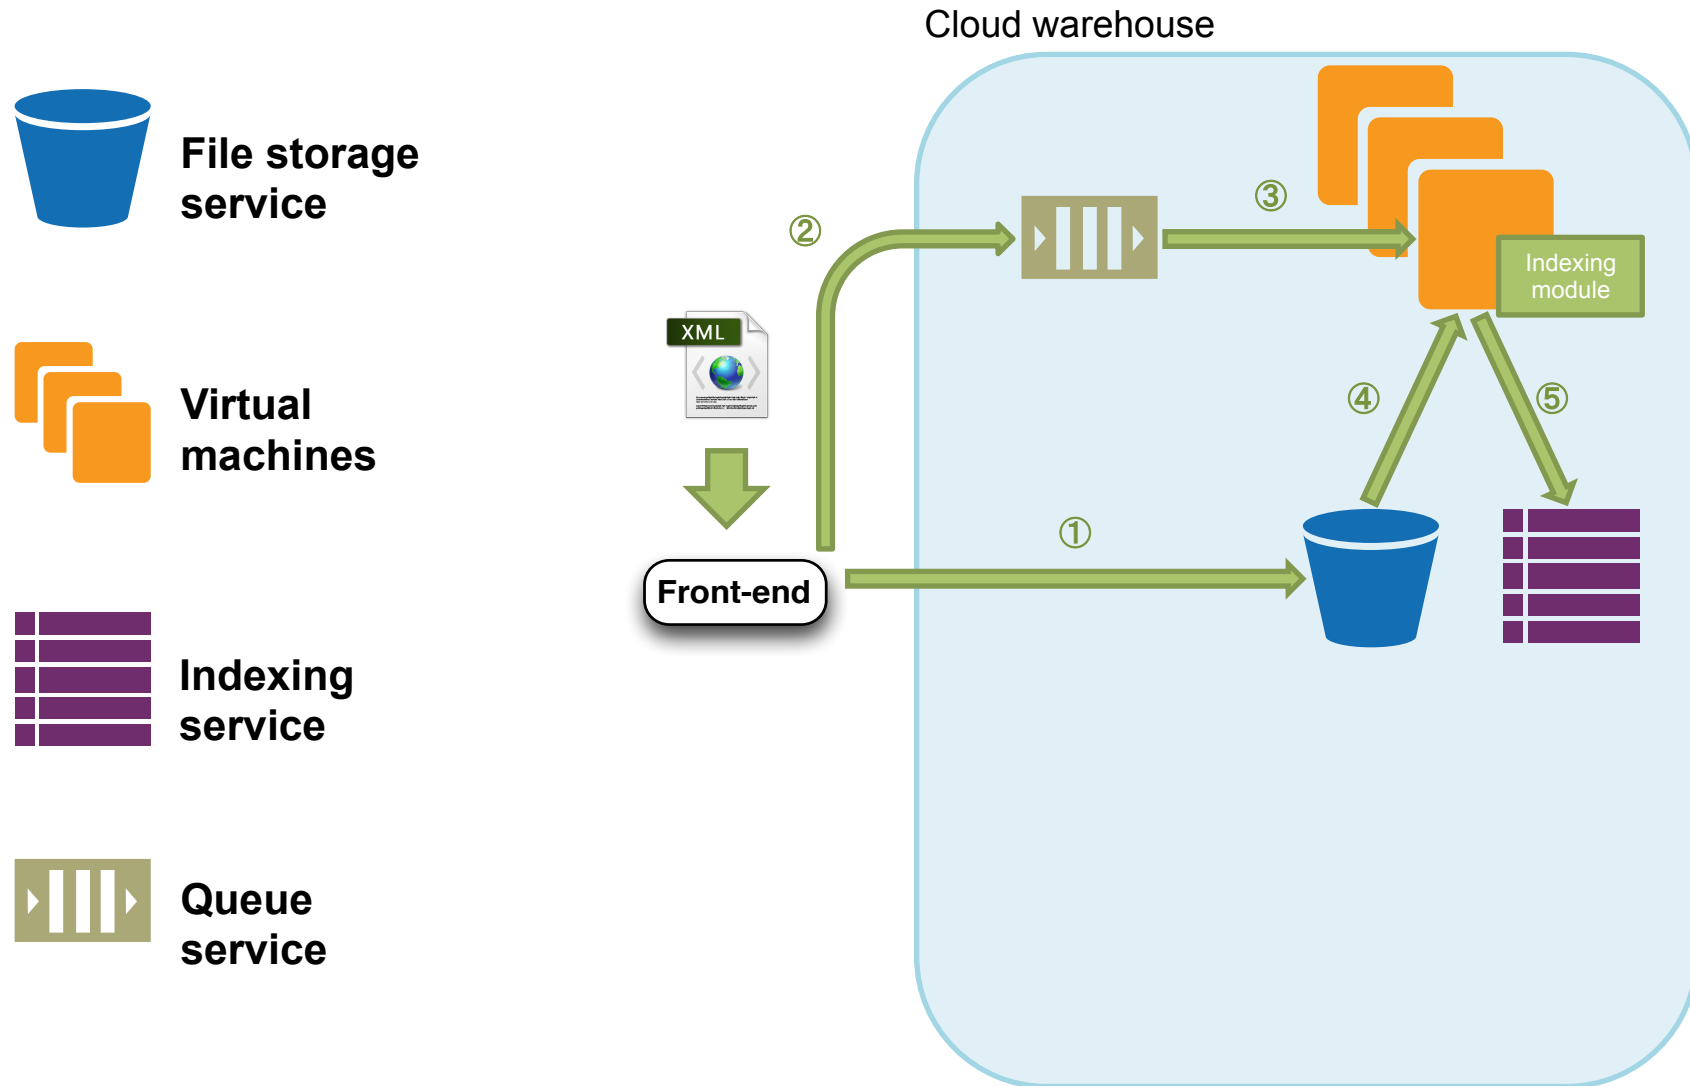 Cloud warehouse
File storage
service
Virtual
machines
Indexing
service
Queue
service
XML
Front-end
①
②
③
④
⑤
Indexing
module